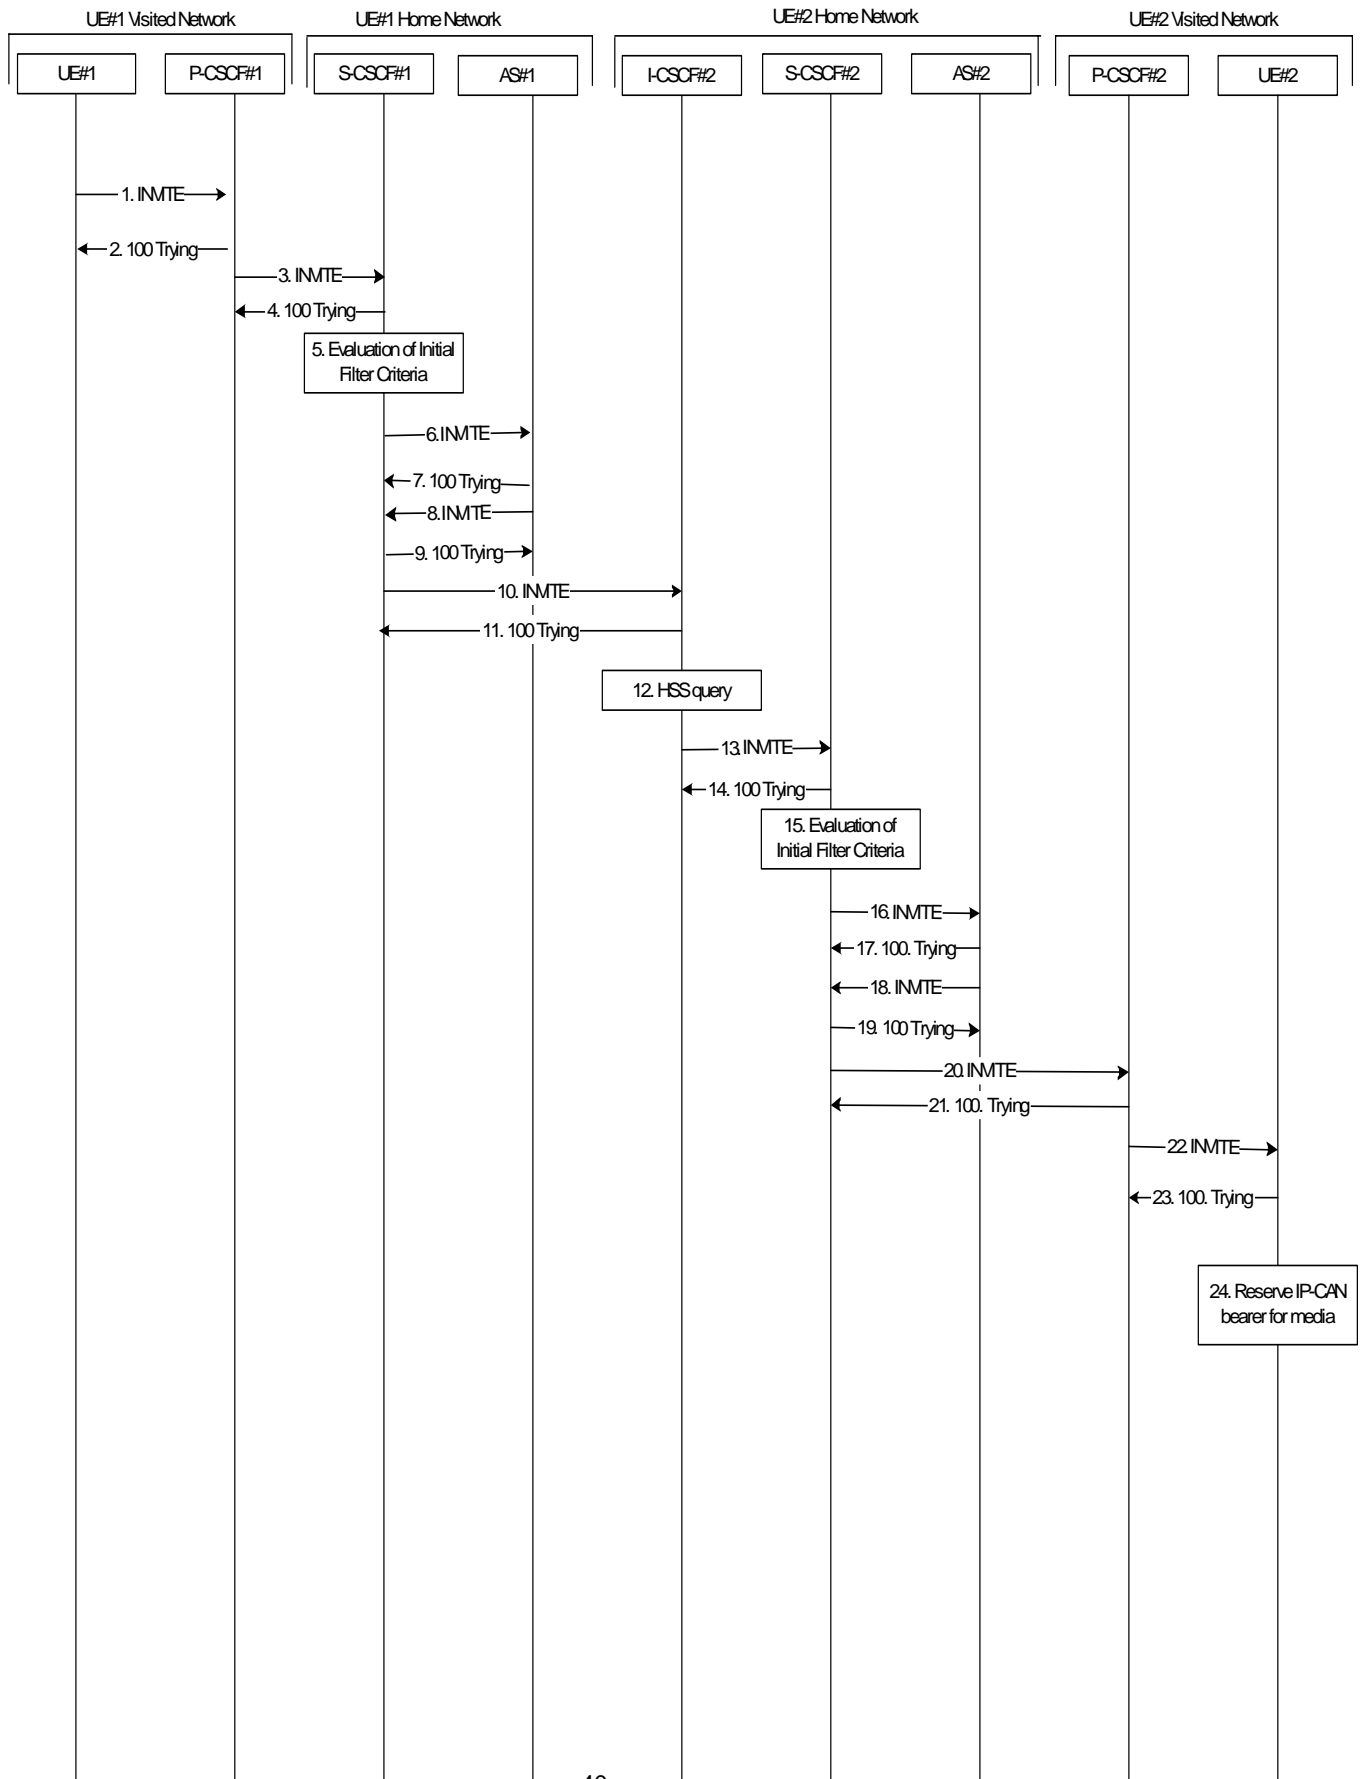 UE#1 Visited Network
UE#1 Home Network
UE#2 Home Network
UE#2 Visited Network
UE#1
P-CSCF#1
S-CSCF#1
AS#1
I-CSCF#2
S-CSCF#2
AS#2
P-CSCF#2
UE#2
1. INVITE
2. 100 Trying
3. INVITE
4. 100 Trying
5. Evaluation of Initial
Filter Criteria
6. INVITE
7. 100 Trying
8. INVITE
9. 100 Trying
10. INVITE
11. 100 Trying
12. HSS query
13. INVITE
14. 100 Trying
15. Evaluation of
Initial Filter Criteria
16. INVITE
17. 100. Trying
18. INVITE
19. 100 Trying
20. INVITE
21. 100. Trying
22. INVITE
23. 100. Trying
24. Reserve IP-CAN
bearer for media